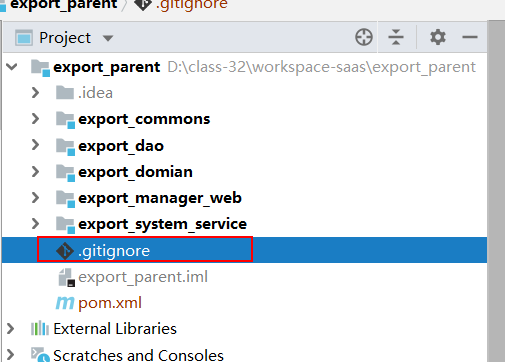 export_parent .gitignore
Project
export_parent D:\class-32\workspace-saas\export_parent
.idea
export_commons
export_dao
export_domian
export_manager_web
export_system_service
.gitignore
export_parent.iml
pom.xml
External Libraries
Scratches and Consoles